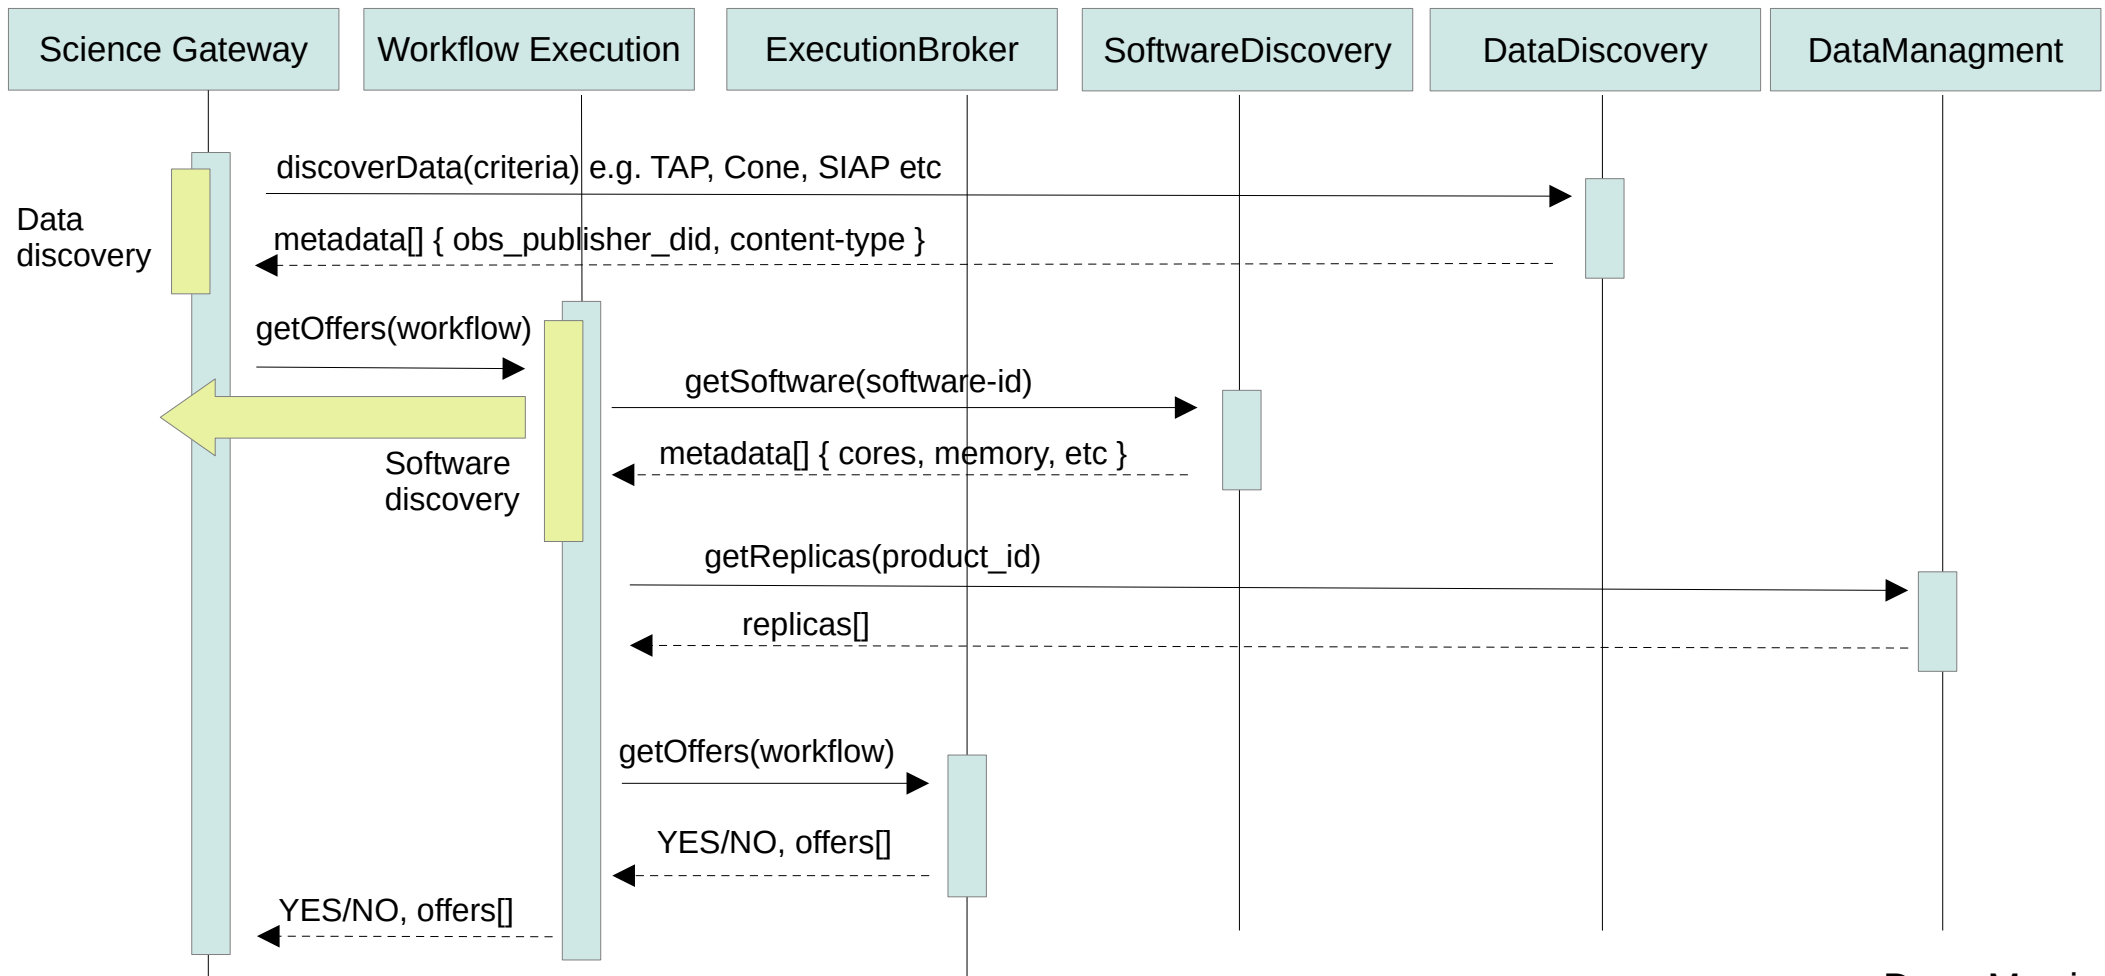 Science Gateway
Workflow Execution
ExecutionBroker
SoftwareDiscovery
DataDiscovery
DataManagment
discoverData(criteria) e.g. TAP, Cone, SIAP etc
Data
discovery
metadata[] { obs_publisher_did, content-type }
getOffers(workflow)
getSoftware(software-id)
metadata[] { cores, memory, etc }
Software
discovery
getReplicas(product_id)
replicas[]
getOffers(workflow)
YES/NO, offers[]
YES/NO, offers[]